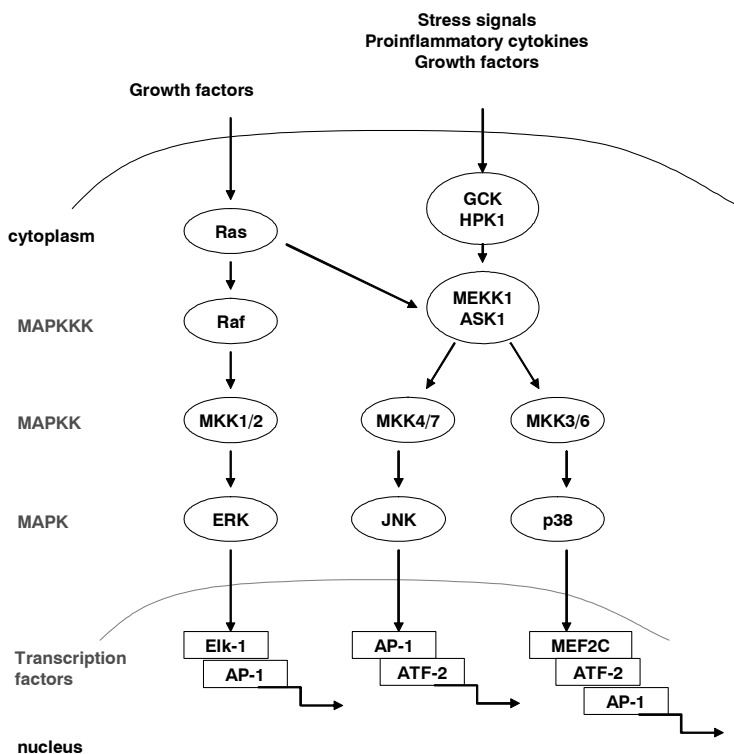 Stress signals
Proinflammatory cytokines
Growth factors
Growth factors
GCK
HPK1
cytoplasm
Ras
MEKK1
ASK1
MAPKKK
Raf
MAPKK
MKK1/2
MKK4/7
MKK3/6
MAPK
ERK
JNK
p38
Elk-1
AP-1
MEF2C
Transcription
factors
AP-1
ATF-2
ATF-2
AP-1
nucleus